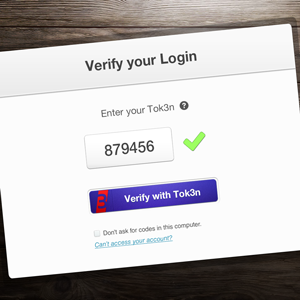 Verify your Login
Enter your Tok3n ?
879456
Verify with Tok3n
Don't ask for codes in this computer.
Can't access your account?